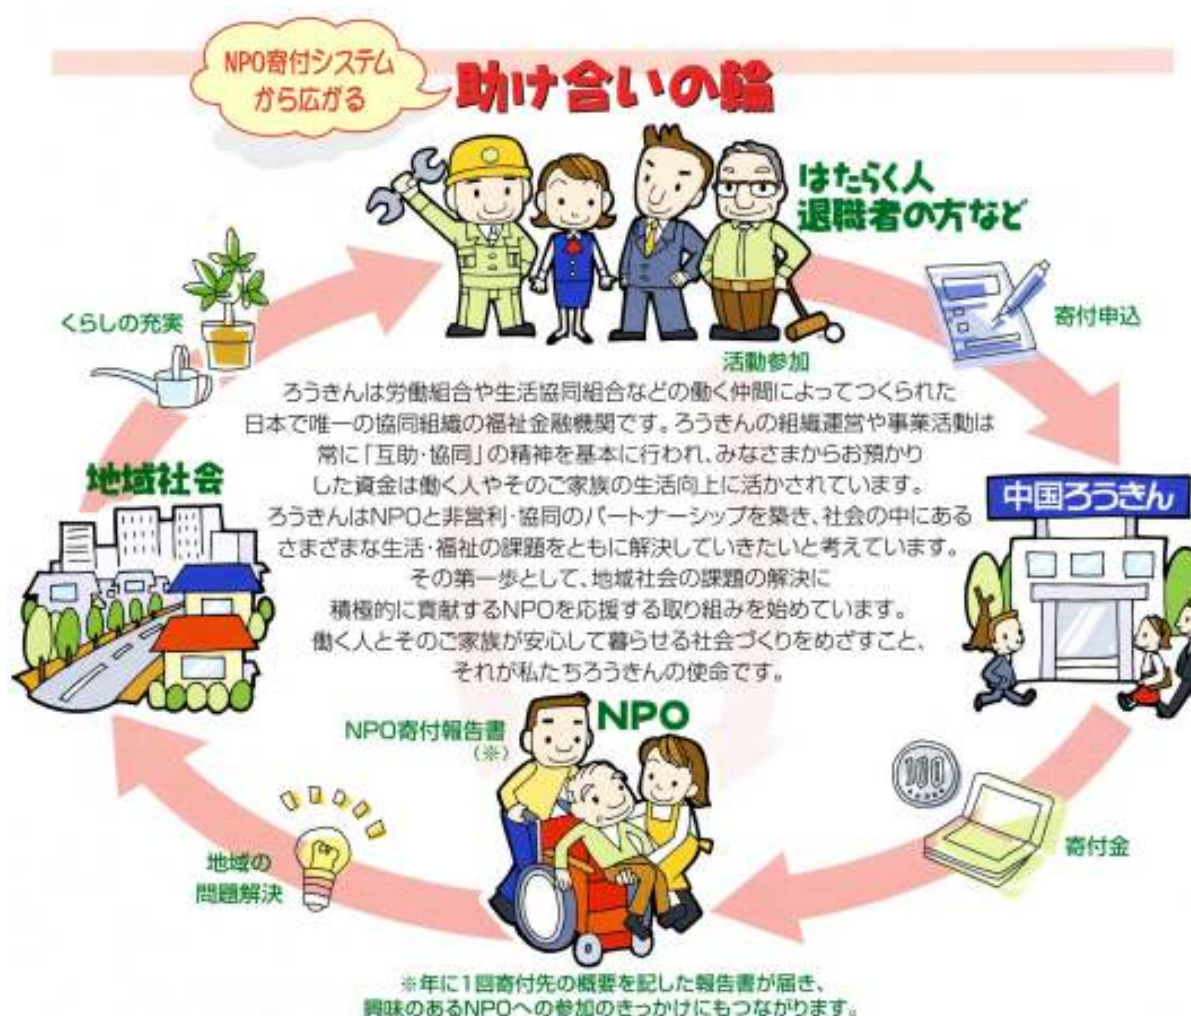 NPO寄付システム
から広がる
助け合いの輪
はたらく人
退職者の方など
くらしの充実
寄付申込
活動参加
ろうきんは労働組合や生活協同組合などの働く仲間によってつくられた
日本で唯一の協同組織の福祉金融機関です。ろうきんの組織運営や事業活動は
常に「互助・協同」の精神を基本に行われ、みなさまからお預かり
した資金は働く人やそのご家族の生活向上に活かされています。
ろうきんはNPOと非営利・協同のパートナーシップを築き、社会の中にある
さまざまな生活・福祉の課題をともに解決していきたいと考えています。
その第一歩として、地域社会の課題の解決に
積極的に貢献するNPOを応援する取り組みを始めています。
働く人とそのご家族が安心して暮らせる社会づくりをめざすこと、
それが私たちろうきんの使命です。
地域社会
中国ろうきん
NPO寄付報告書
(※)
NPO
100
寄付金
地域の
問題解決
※年に1回寄付先の概要を記した報告書が届き、
興味のあるNPOへの参加のきっかけにもつながります。